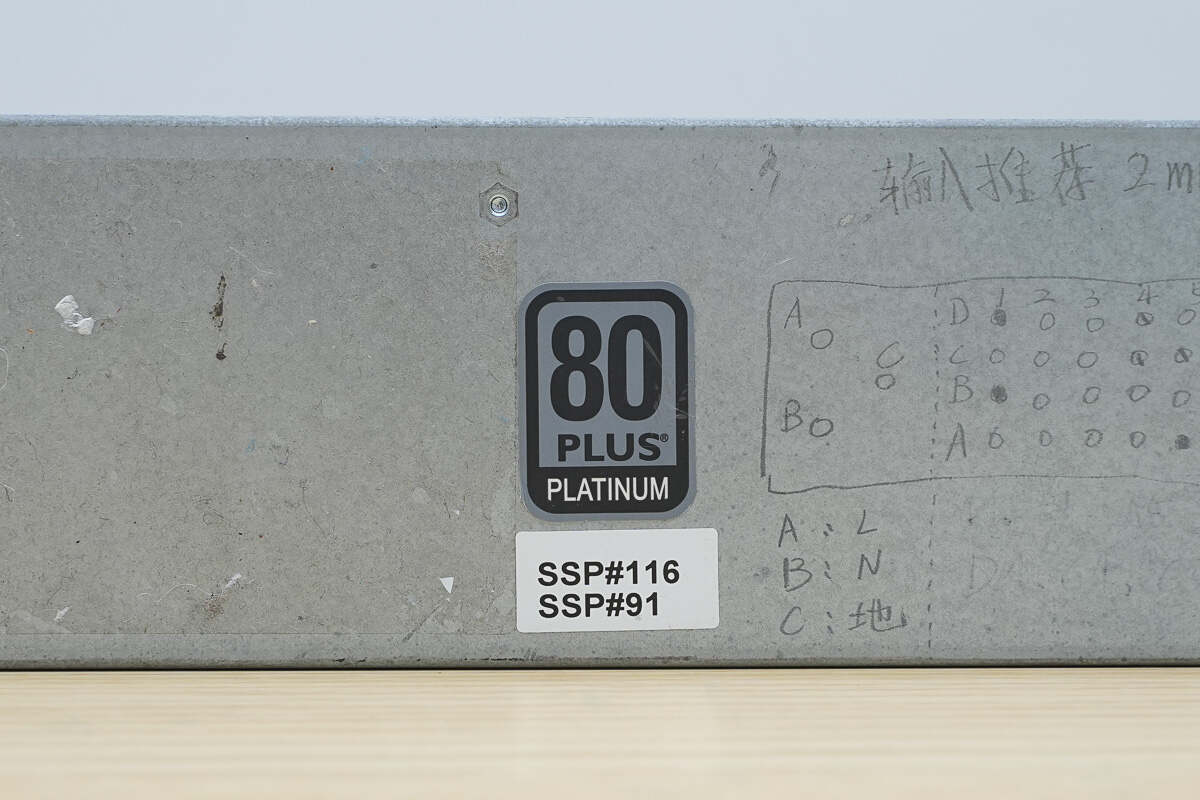 输入推荐 2m
80
PLUS®
PLATINUM
SSP#116
SSP#91
A
C
B
D 1 2 3 4
C
B
A
A: L
B: N
C: 地